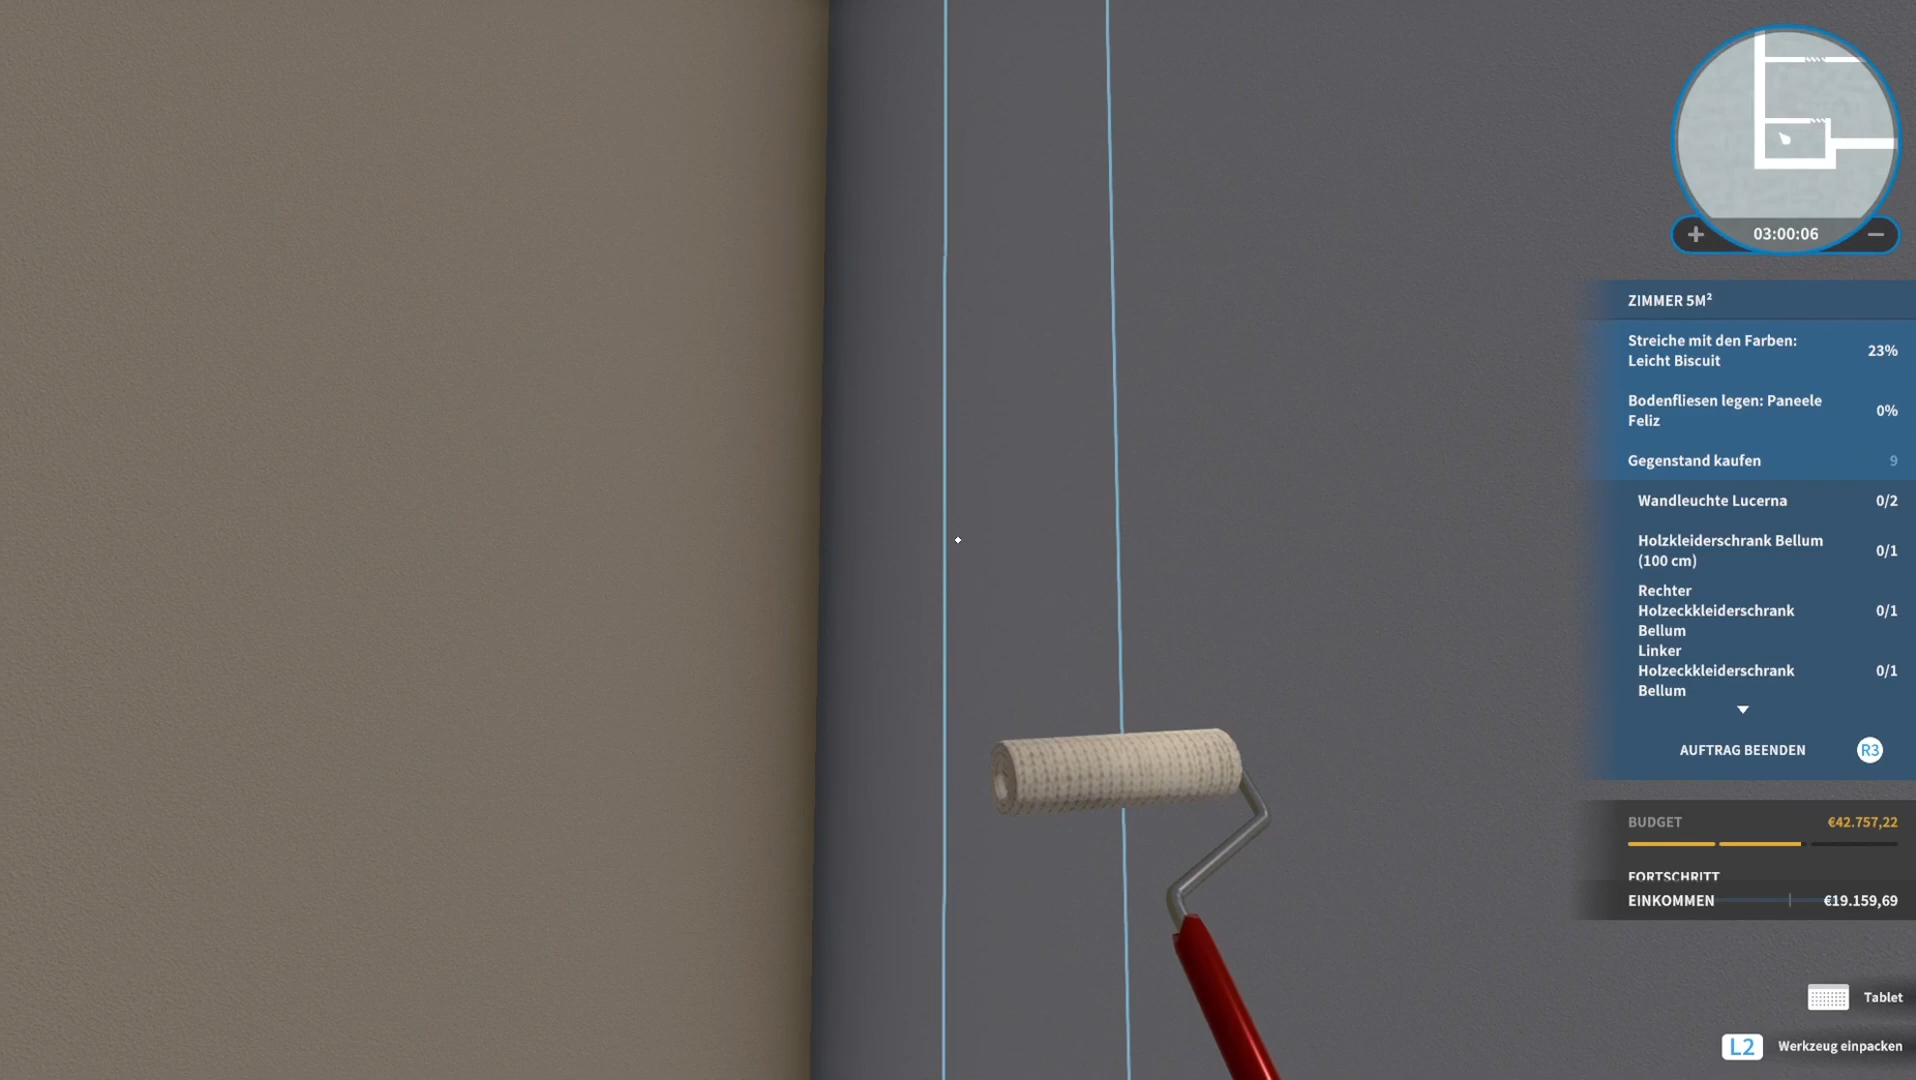 03:00:06
ZIMMER 5M²
Streiche mit den Farben:
Leicht Biscuit
23%
Bodenfliesen legen: Paneele
Feliz
0%
Gegenstand kaufen 9
Wandleuchte Lucerna 0/2
Holzkleiderschrank Bellum
(100 cm)
0/1
Rechter
Holzeckkleiderschrank 0/1
Bellum
Linker
Holzeckkleiderschrank 0/1
Bellum
AUFTRAG BEENDEN R3
BUDGET €42.757,22
FORTSCHRITT
EINKOMMEN €19.159,69
Tablet
L2 Werkzeug einpacken